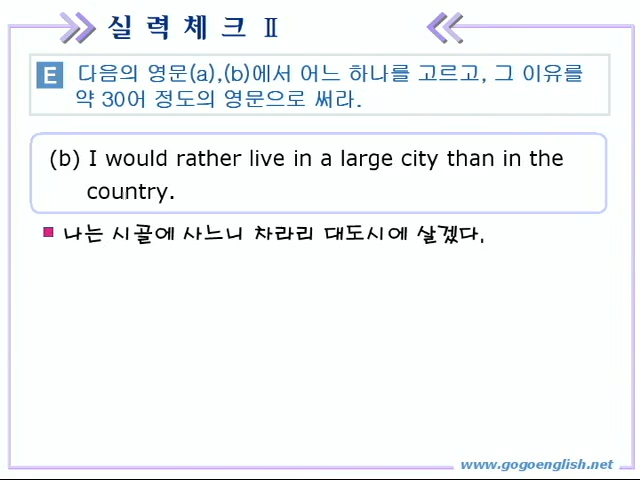 실 력 체 크 Ⅱ
E 다음의 영문(a),(b)에서 어느 하나를 고르고, 그 이유를
약 30어 정도의 영문으로 써라.
(b) I would rather live in a large city than in the
country.
나는 시골에 사느니 차라리 대도시에 살겠다.
www.gogoenglish.net